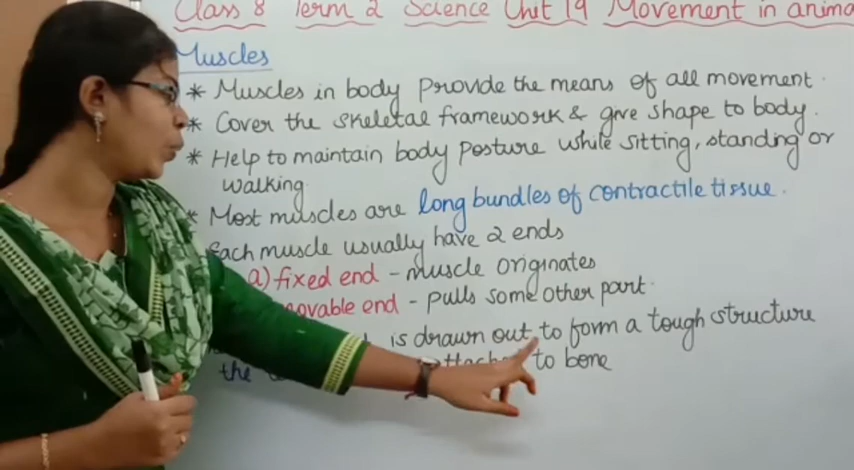 Class 8 Term 2 Science Unit 19 Movement in anima
Muscles
* Muscles in body provide the means of all movement.
* Cover the skeletal framework & give shape to body.
* Help to maintain body posture while sitting, standing or
walking.
* Most muscles are long bundles of contractile tissue.
Each muscle usually have 2 ends
a) fixed end - muscle originates
movable end - pulls some other part.
is drawn out to form a tough structure
the to bone